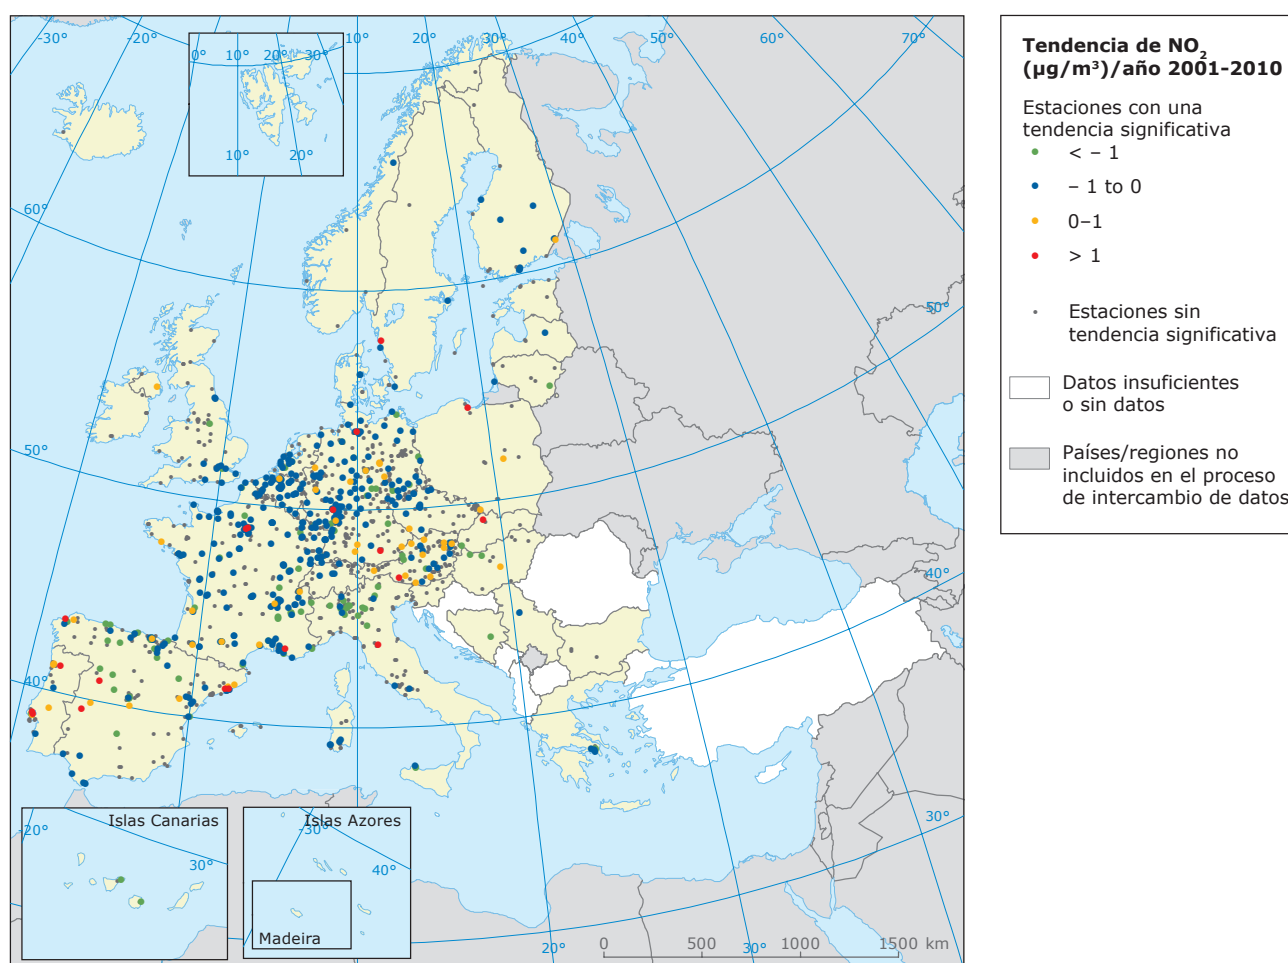 -30°
-20°
0°
10°
20°
30°
10°
20°
10°
20°
30°
40°
50°
60°
70°
60°
50°
40°
50°
40°
30°
20°
30°
Islas Canarias
-20°
30°
Islas Azores
-30°
40°
Madeira
0 500 1000 1500 km
Tendencia de NO₂
(µg/m³)/año 2001-2010
Estaciones con una
tendencia significativa
< – 1
– 1 to 0
0–1
> 1
Estaciones sin
tendencia significativa
Datos insuficientes
o sin datos
Países/regiones no
incluidos en el proceso
de intercambio de datos